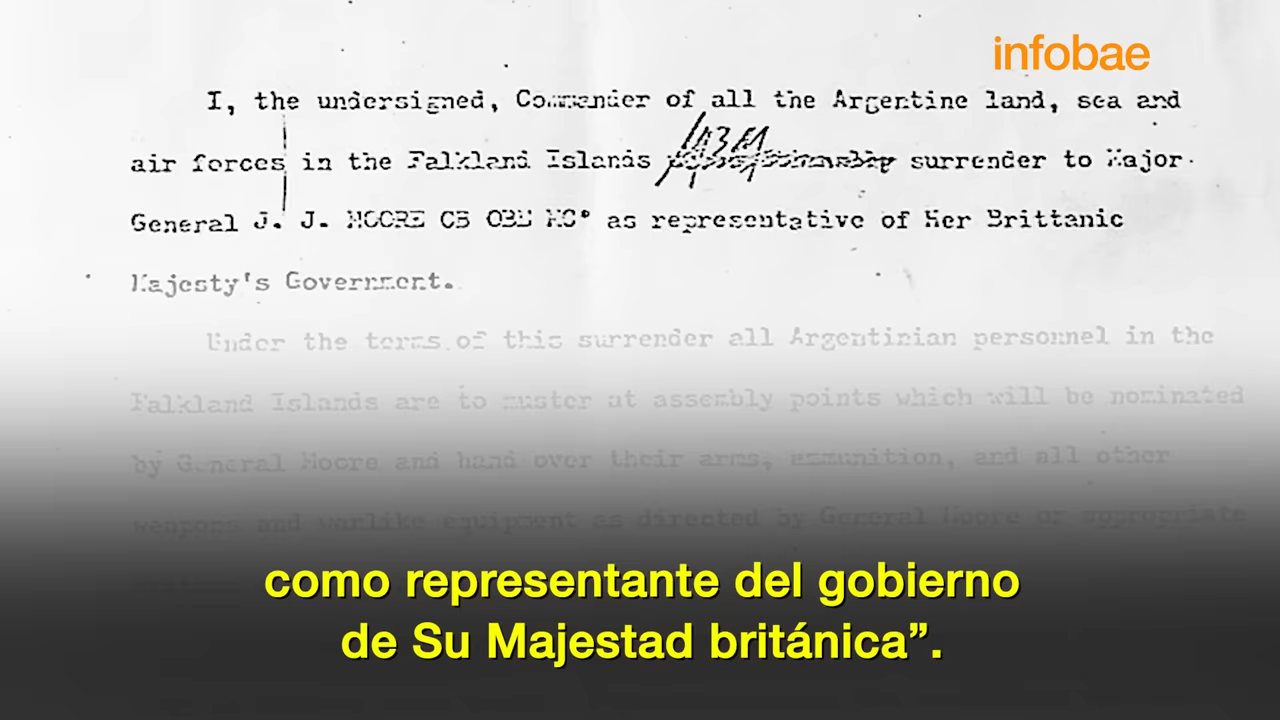 infobae
I, the undersigned, Commander of all the Argentine land, sea and
air forces in the Falkland Islands surrender to Major
General J. J. MOORE CB OBE MC* as representative of Her Brittanic
Majesty's Government.
Under the terms of this surrender all Argentinian personnel in the
Falkland Islands are to muster at assembly points which will be nominated
by General Moore and hand over their arms, ammunition, and all other
weapons and warlike equipment as directed by General Moore or appropriate
como representante del gobierno
de Su Majestad británica”.